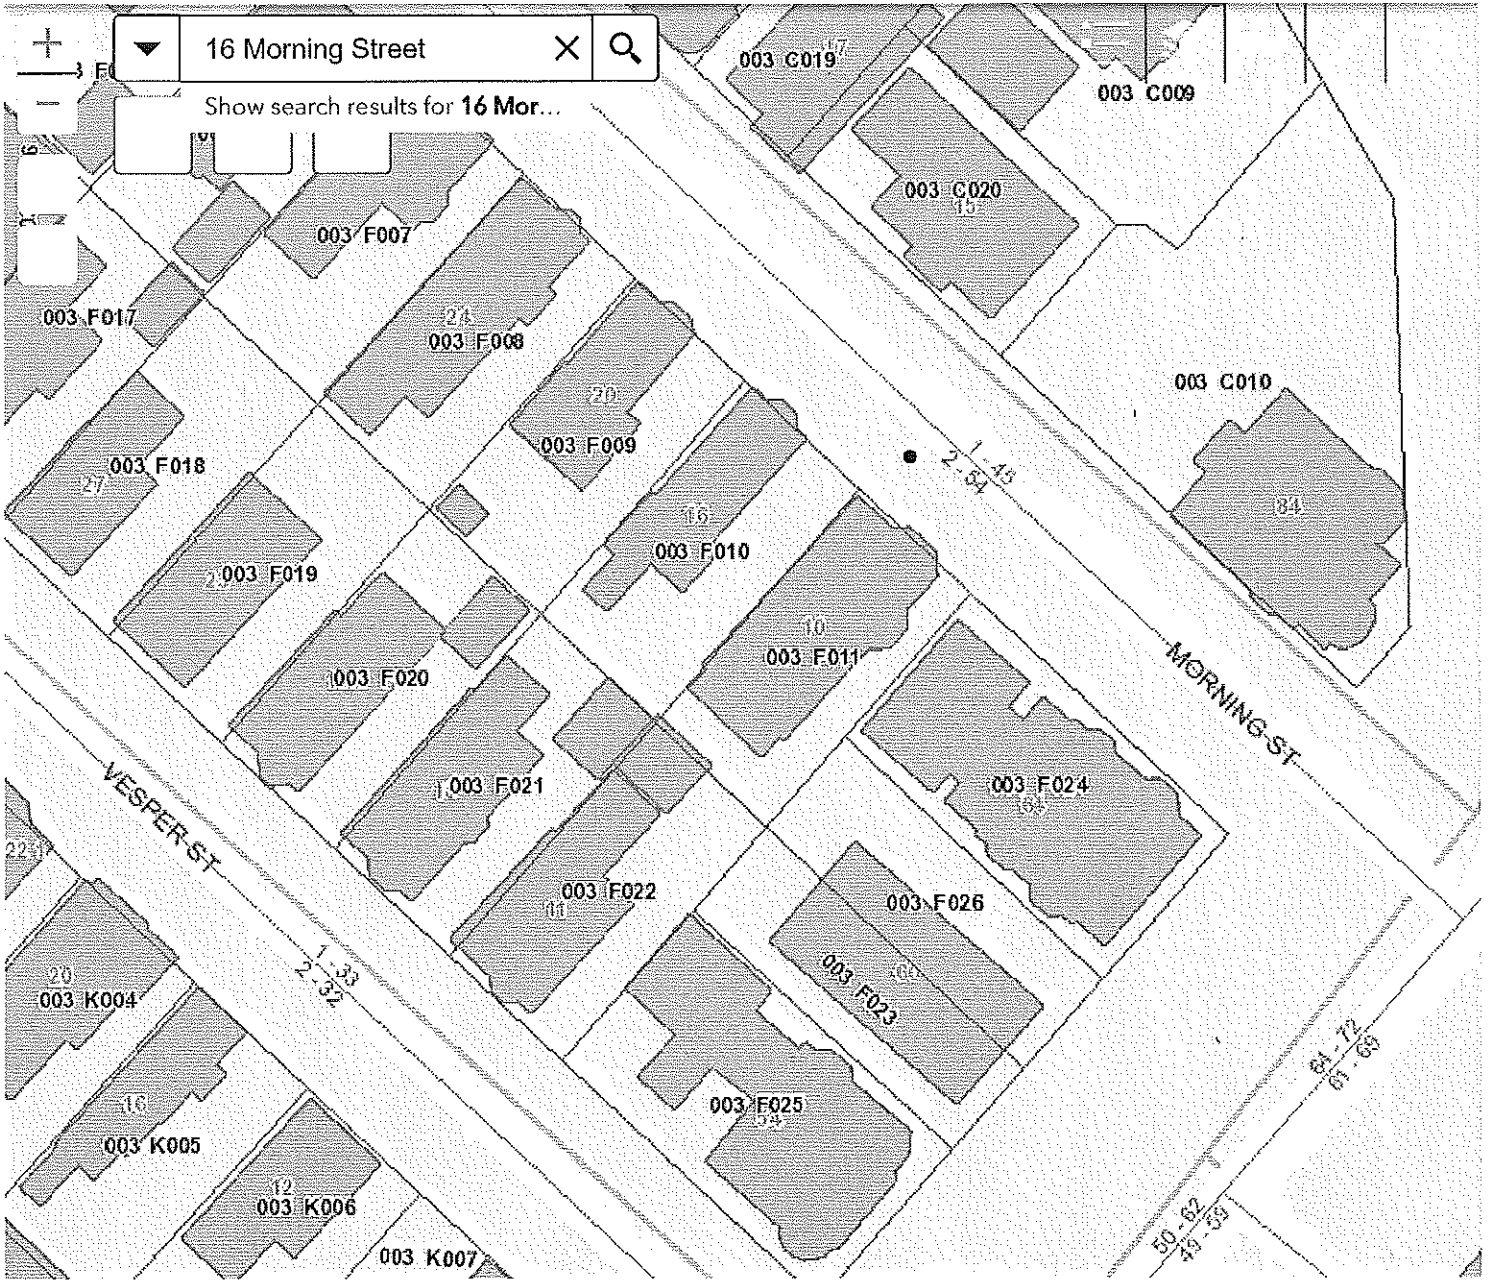 16 Morning Street
Show search results for 16 Mor...
003 C019
17
003 C009
003 C020
15
003 F007
003 F017
24
003 F008
003 C010
20
003 F009
003 F018
27
1 - 45
2 - 54
16
003 F010
84
003 F019
10
003 F011
003 F020
MORNING ST
003 F021
003 F024
VESPER ST
003 F022
11
003 F026
003 F023
1 - 33
2 - 32
20
003 K004
64 - 72
61 - 69
16
003 K005
003 F025
54
12
003 K006
50 - 62
49 - 59
003 K007